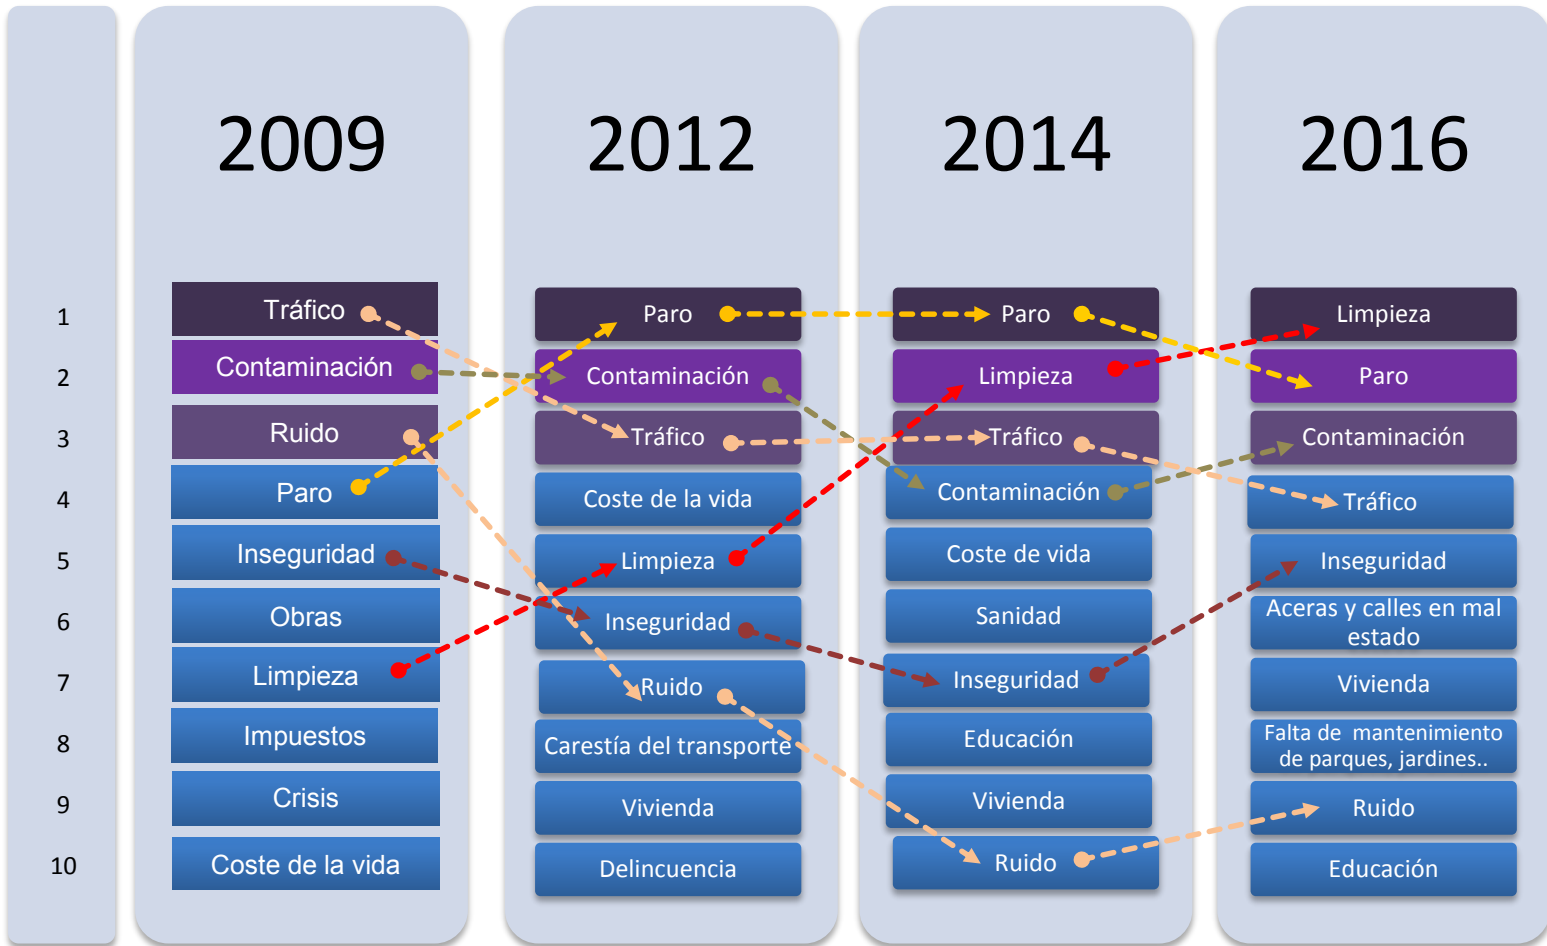 2009
2012
2014
2016
1
2
3
4
5
6
7
8
9
10
Tráfico
Contaminación
Ruido
Paro
Inseguridad
Obras
Limpieza
Impuestos
Crisis
Coste de la vida
Paro
Contaminación
Tráfico
Coste de la vida
Limpieza
Inseguridad
Ruido
Carestía del transporte
Vivienda
Delincuencia
Paro
Limpieza
Tráfico
Contaminación
Coste de vida
Sanidad
Inseguridad
Educación
Vivienda
Ruido
Limpieza
Paro
Contaminación
Tráfico
Inseguridad
Aceras y calles en mal
estado
Vivienda
Falta de mantenimiento
de parques, jardines..
Ruido
Educación